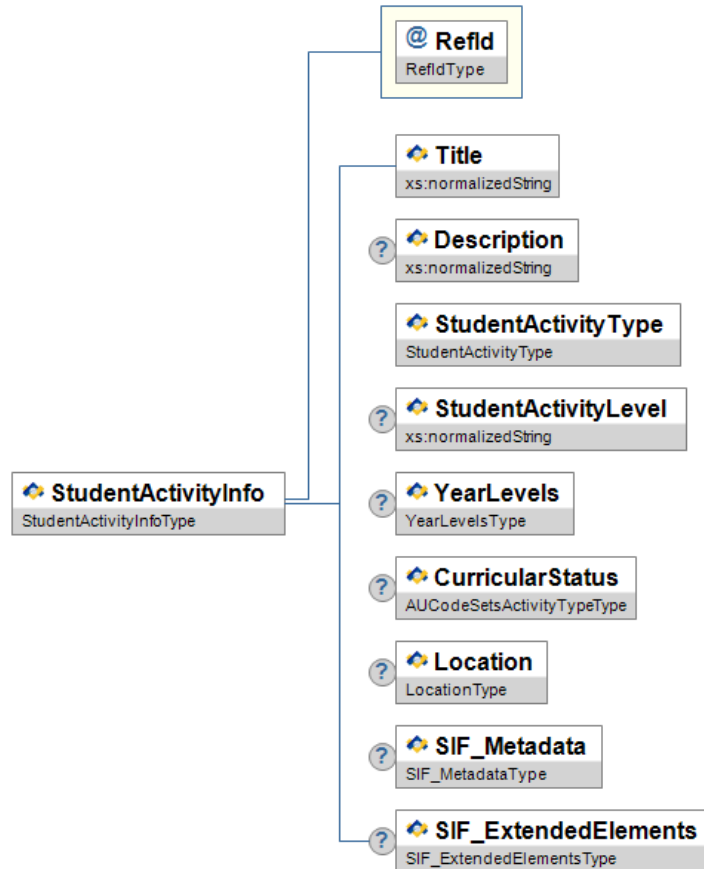 @ RefId
RefIdType
Title
xs:normalizedString
? Description
xs:normalizedString
StudentActivityType
StudentActivityType
? StudentActivityLevel
xs:normalizedString
StudentActivityInfo
StudentActivityInfoType
? YearLevels
YearLevelsType
? CurricularStatus
AUCodeSetsActivityTypeType
? Location
LocationType
? SIF_Metadata
SIF_MetadataType
? SIF_ExtendedElements
SIF_ExtendedElementsType